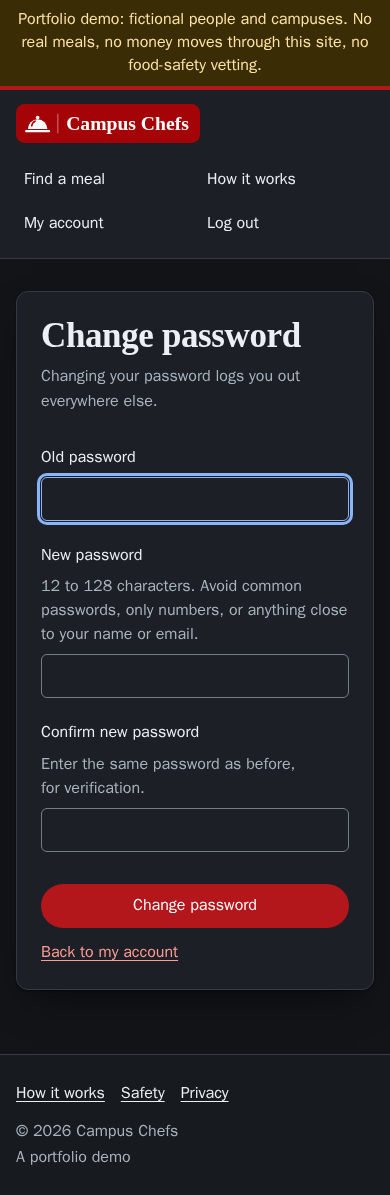 Portfolio demo: fictional people and campuses. No
real meals, no money moves through this site, no
food-safety vetting.
Campus Chefs
Find a meal
How it works
My account
Log out
Change password
Changing your password logs you out
everywhere else.
Old password
New password
12 to 128 characters. Avoid common
passwords, only numbers, or anything close
to your name or email.
Confirm new password
Enter the same password as before,
for verification.
Change password
Back to my account
How it works Safety Privacy
© 2026 Campus Chefs
A portfolio demo